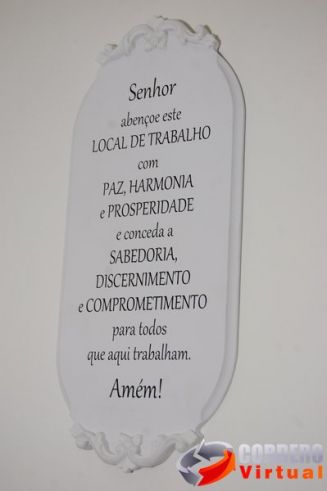 Senhor
abençoe este
LOCAL DE TRABALHO
com
PAZ, HARMONIA
e PROSPERIDADE
e conceda a
SABEDORIA,
DISCERNIMENTO
e COMPROMETIMENTO
para todos
que aqui trabalham.
Amém!
CORRERO
Virtual